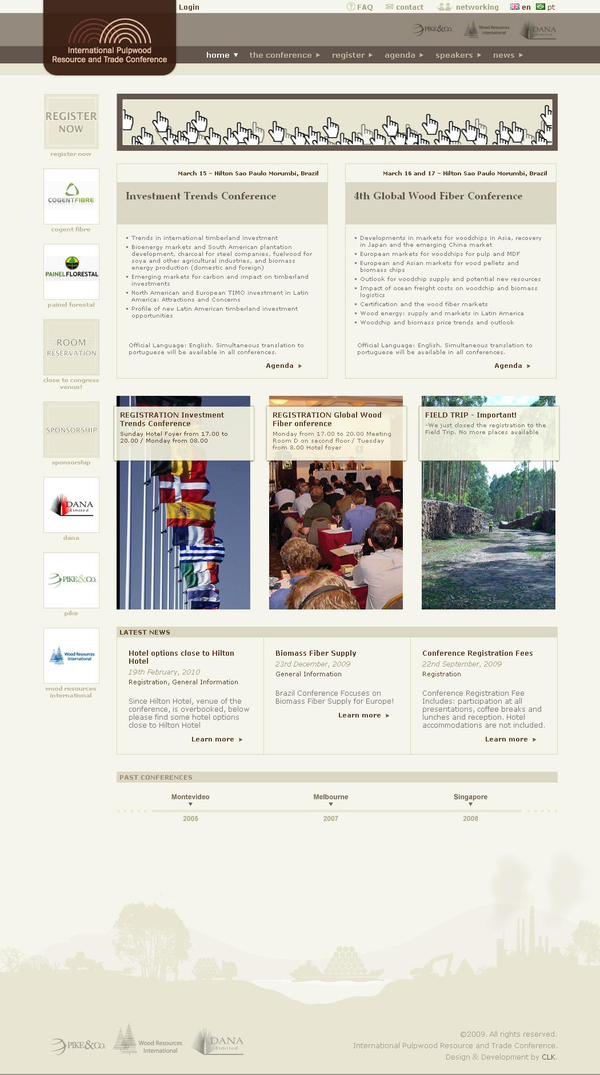 Login
FAQ contact networking en pt
International Pulpwood
Resource and Trade Conference
PIKE&CO. Wood Resources International DANA Limited
home the conference register agenda speakers news
REGISTER
NOW
register now
COGENTFIBRE
cogent fibre
PAINELFLORESTAL
painel forestal
ROOM
RESERVATION
close to congress
venue!
SPONSORSHIP
sponsorship
DANA
Limited
dana
PIKE&CO.
pike
Wood Resources
International
wood resources
international
March 15 – Hilton Sao Paulo Morumbi, Brazil
Investment Trends Conference
• Trends in international timberland investment
• Bioenergy markets and South American plantation
development, charcoal for steel companies, fuelwood for
soya and other agricultural industries, and biomass
energy production (domestic and foreign)
• Emerging markets for carbon and impact on timberland
investments
• North American and European TIMO investment in Latin
America: Attractions and Concerns
• Profile of new Latin American timberland investment
opportunities
Official Language: English. Simultaneous translation to
portuguese will be available in all conferences.
Agenda
March 16 and 17 – Hilton Sao Paulo Morumbi, Brazil
4th Global Wood Fiber Conference
• Developments in markets for woodchips in Asia, recovery
in Japan and the emerging China market
• European markets for woodchips for pulp and MDF
• European and Asian markets for wood pellets and
biomass chips
• Outlook for woodchip supply and potential new resources
• Impact of ocean freight costs on woodchip and biomass
logistics
• Certification and the wood fiber markets
• Wood energy: supply and markets in Latin America
• Woodchip and biomass price trends and outlook
Official Language: English. Simultaneous translation to
portuguese will be available in all conferences.
Agenda
REGISTRATION Investment
Trends Conference
Sunday Hotel Foyer from 17.00 to
20.00 / Monday from 08.00
REGISTRATION Global Wood
Fiber onference
Monday from 17.00 to 20.00 Meeting
Room D on second floor / Tuesday
from 8.00 Hotel foyer
FIELD TRIP - Important!
-We just closed the registration to the
Field Trip. No more places available
LATEST NEWS
Hotel options close to Hilton
Hotel
19th February, 2010
Registration, General Information
Since Hilton Hotel, venue of the
conference, is overbooked, below
please find some hotel options
close to Hilton Hotel
Learn more
Biomass Fiber Supply
23rd December, 2009
General Information
Brazil Conference Focuses on
Biomass Fiber Supply for Europe!
Learn more
Conference Registration Fees
22nd September, 2009
Registration
Conference Registration Fee
Includes: participation at all
presentations, coffee breaks and
lunches and reception. Hotel
accommodations are not included.
Learn more
PAST CONFERENCES
Montevideo Melbourne Singapore
2005 2007 2008
PIKE&CO. Wood Resources International DANA Limited
©2009. All rights reserved.
International Pulpwood Resource and Trade Conference.
Design & Development by CLK.